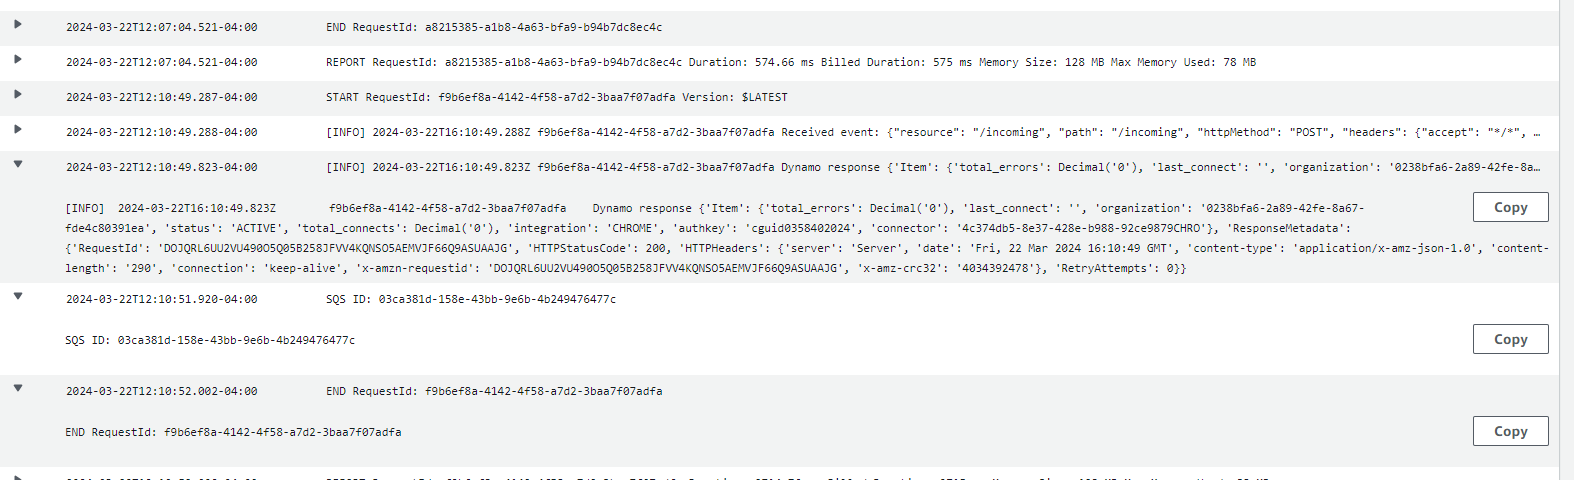 2024-03-22T12:07:04.521-04:00 END RequestId: a8215385-a1b8-4a63-bfa9-b94b7dc8ec4c
2024-03-22T12:07:04.521-04:00 REPORT RequestId: a8215385-a1b8-4a63-bfa9-b94b7dc8ec4c Duration: 574.66 ms Billed Duration: 575 ms Memory Size: 128 MB Max Memory Used: 78 MB
2024-03-22T12:10:49.287-04:00 START RequestId: f9b6ef8a-4142-4f58-a7d2-3baa7f07adfa Version: $LATEST
2024-03-22T12:10:49.288-04:00 [INFO] 2024-03-22T16:10:49.288Z f9b6ef8a-4142-4f58-a7d2-3baa7f07adfa Received event: {"resource": "/incoming", "path": "/incoming", "httpMethod": "POST", "headers": {"accept": "*/*", …
2024-03-22T12:10:49.823-04:00 [INFO] 2024-03-22T16:10:49.823Z f9b6ef8a-4142-4f58-a7d2-3baa7f07adfa Dynamo response {'Item': {'total_errors': Decimal('0'), 'last_connect': '', 'organization': '0238bfa6-2a89-42fe-8a…
[INFO] 2024-03-22T16:10:49.823Z f9b6ef8a-4142-4f58-a7d2-3baa7f07adfa Dynamo response {'Item': {'total_errors': Decimal('0'), 'last_connect': '', 'organization': '0238bfa6-2a89-42fe-8a67-
Copy
fde4c80391ea', 'status': 'ACTIVE', 'total_connects': Decimal('0'), 'integration': 'CHROME', 'authkey': 'cguid0358402024', 'connector': '4c374db5-8e37-428e-b988-92ce9879CHRO'}, 'ResponseMetadata':
{'RequestId': 'DOJQRL6UU2VU490O5Q05B258JFVV4KQNSO5AEMVJF66Q9ASUAAJG', 'HTTPStatusCode': 200, 'HTTPHeaders': {'server': 'Server', 'date': 'Fri, 22 Mar 2024 16:10:49 GMT', 'content-type': 'application/x-amz-json-1.0', 'content-
length': '290', 'connection': 'keep-alive', 'x-amzn-requestid': 'DOJQRL6UU2VU490O5Q05B258JFVV4KQNSO5AEMVJF66Q9ASUAAJG', 'x-amz-crc32': '4034392478'}, 'RetryAttempts': 0}}
2024-03-22T12:10:51.920-04:00 SQS ID: 03ca381d-158e-43bb-9e6b-4b249476477c
SQS ID: 03ca381d-158e-43bb-9e6b-4b249476477c
Copy
2024-03-22T12:10:52.002-04:00 END RequestId: f9b6ef8a-4142-4f58-a7d2-3baa7f07adfa
END RequestId: f9b6ef8a-4142-4f58-a7d2-3baa7f07adfa
Copy